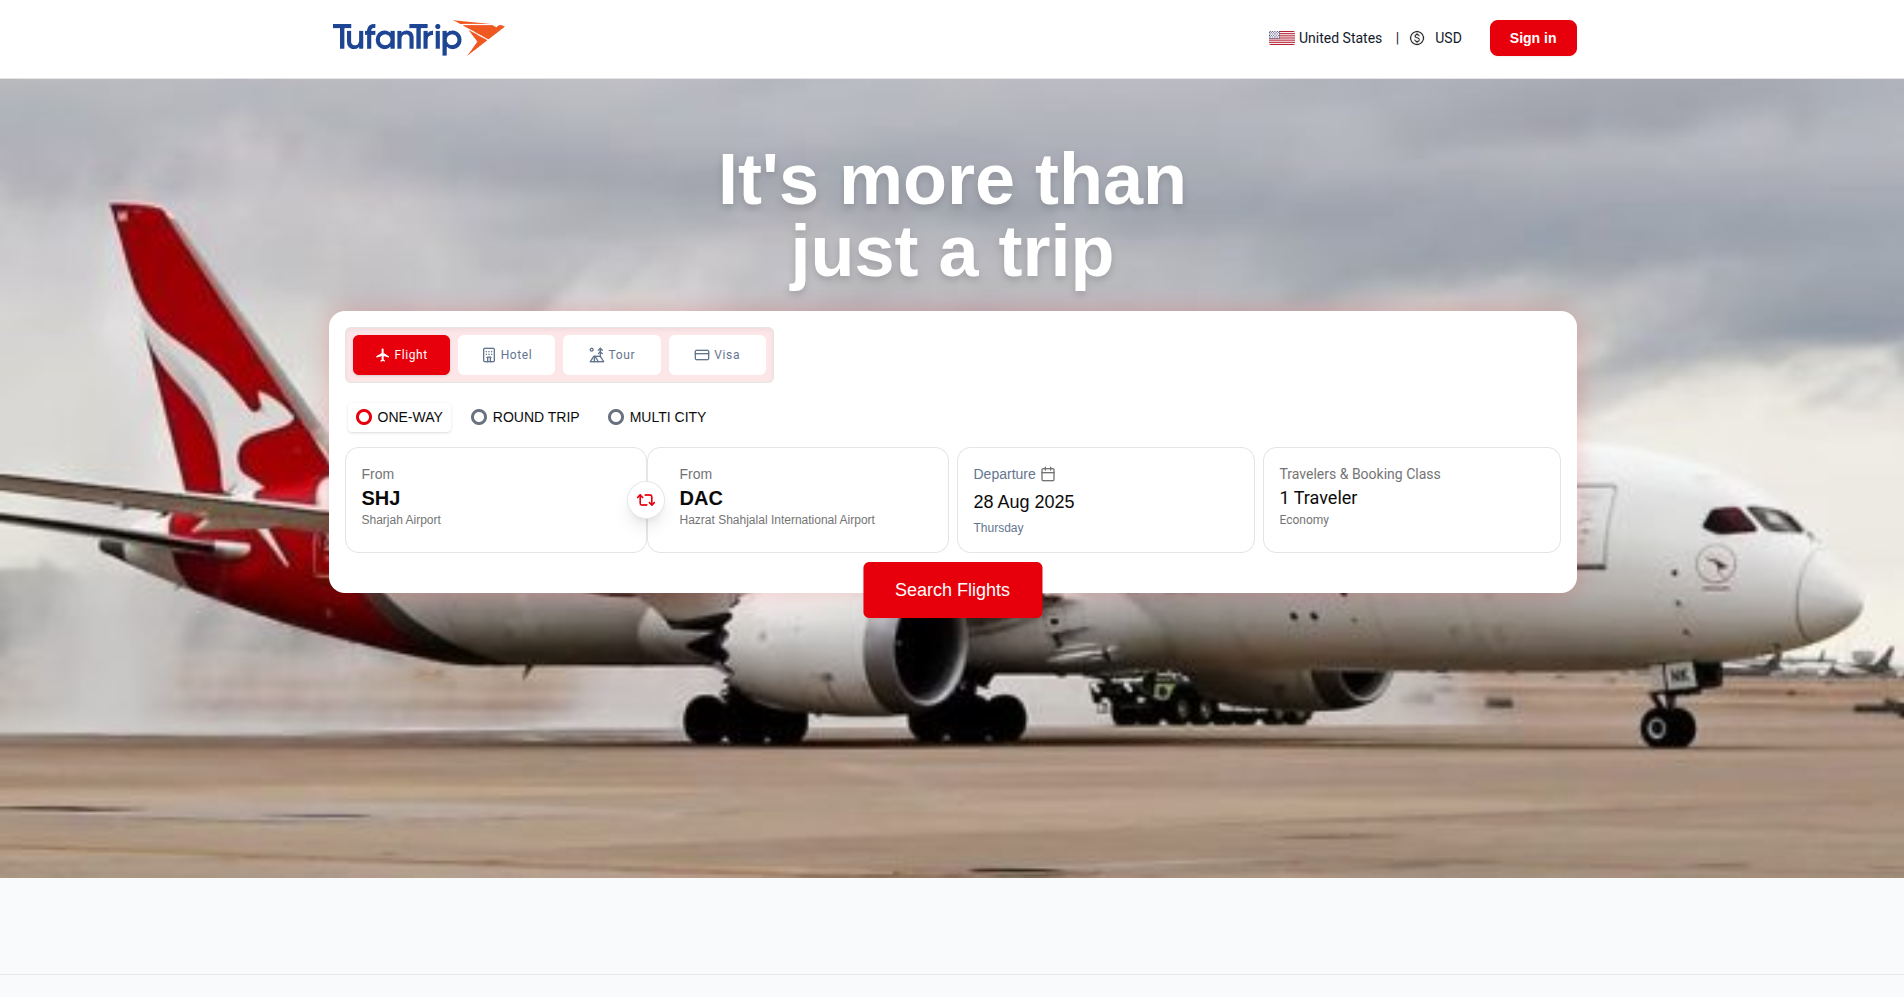 TufanTrip
United States | USD
Sign in
It's more than
just a trip
Flight
Hotel
Tour
Visa
ONE-WAY
ROUND TRIP
MULTI CITY
From
SHJ
Sharjah Airport
From
DAC
Hazrat Shahjalal International Airport
Departure
28 Aug 2025
Thursday
Travelers & Booking Class
1 Traveler
Economy
Search Flights
NK